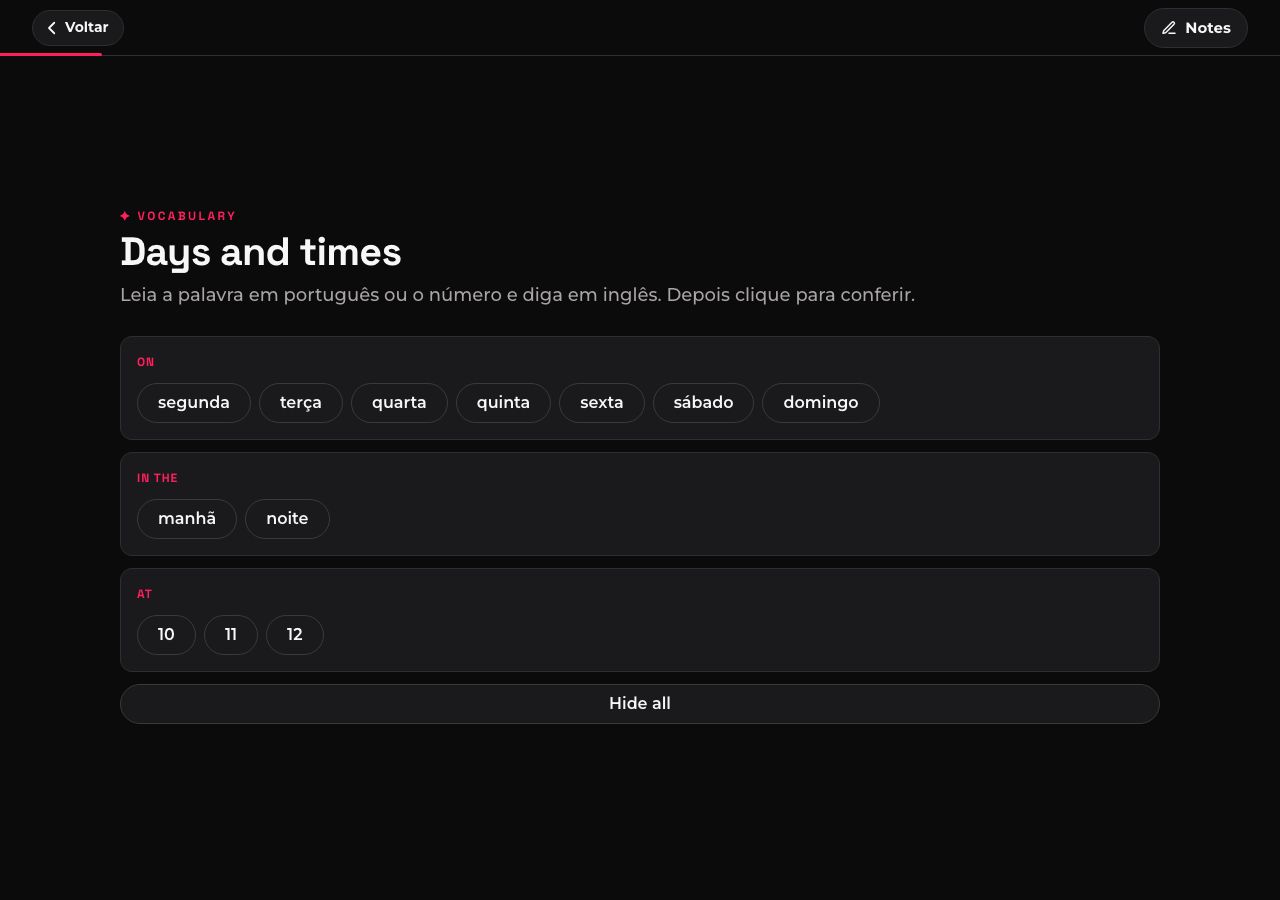 Voltar
Notes
VOCABULARY
Days and times
Leia a palavra em português ou o número e diga em inglês. Depois clique para conferir.
ON
segunda terça quarta quinta sexta sábado domingo
IN THE
manhã noite
AT
10 11 12
Hide all